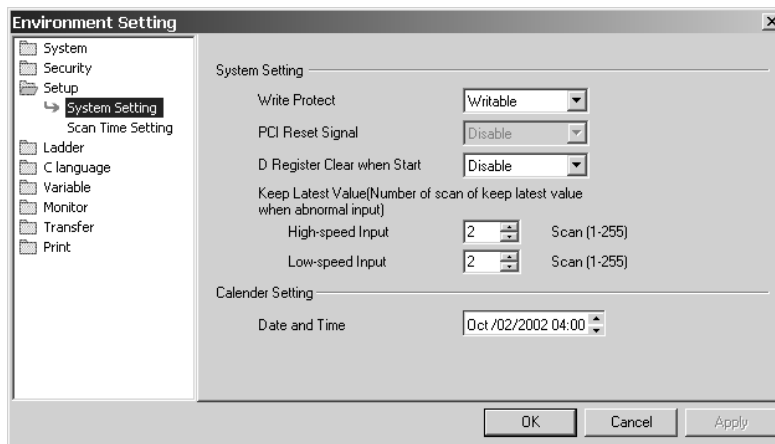 Environment Setting
System
Security
Setup
System Setting
Scan Time Setting
Ladder
C language
Variable
Monitor
Transfer
Print
System Setting
Write Protect Writable
PCI Reset Signal Disable
D Register Clear when Start Disable
Keep Latest Value(Number of scan of keep latest value
when abnormal input)
High-speed Input 2 Scan (1-255)
Low-speed Input 2 Scan (1-255)
Calender Setting
Date and Time Oct /02/2002 04:00
OK Cancel Apply